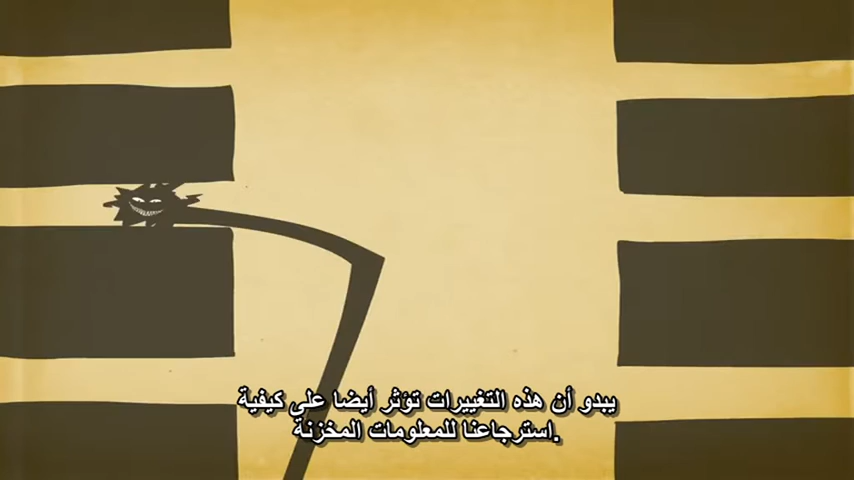 يبدو أن هذه التغييرات تؤثر أيضا على كيفية
استرجاعنا للمعلومات المخزنة.